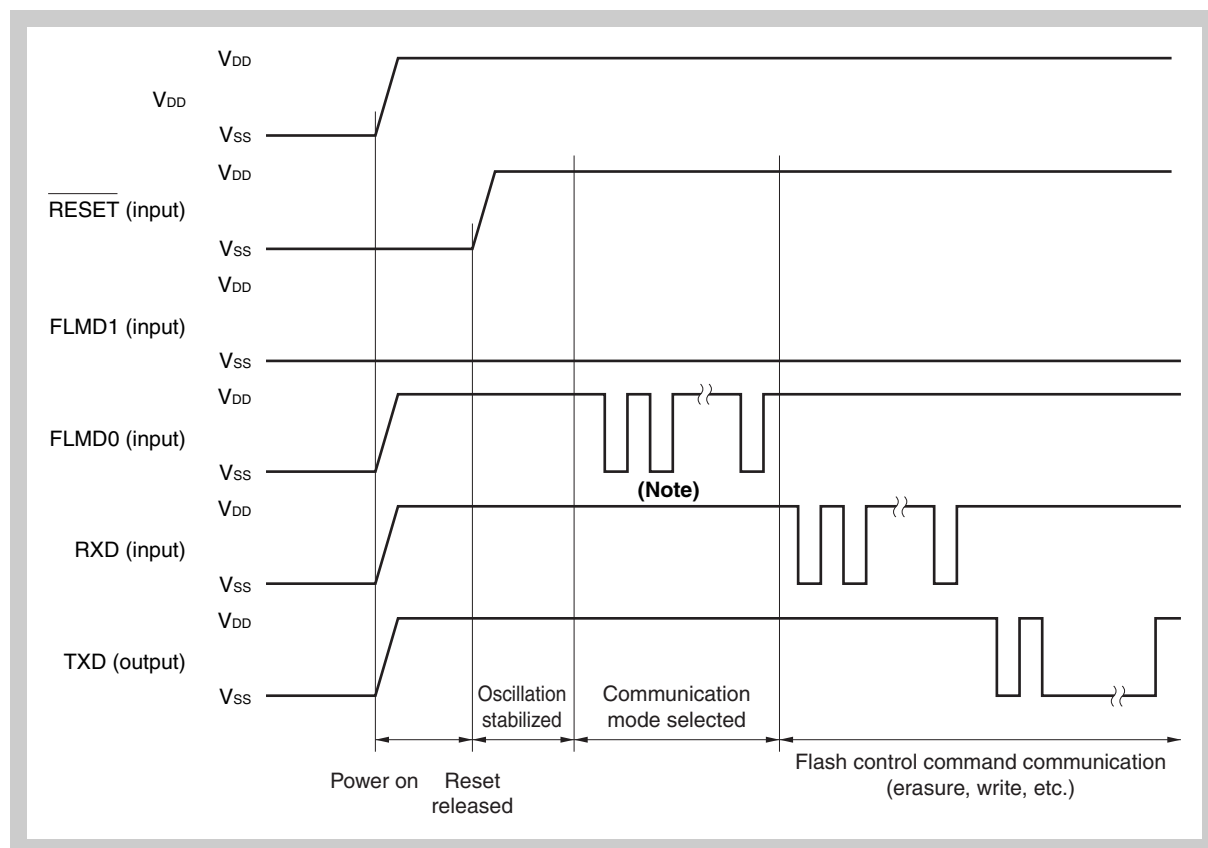 VDD
VDD
VSS
VDD
RESET (input)
VSS
VDD
FLMD1 (input)
VSS
VDD
FLMD0 (input)
VSS
(Note)
VDD
RXD (input)
VSS
VDD
TXD (output)
VSS
Oscillation
stabilized
Communication
mode selected
Power on
Reset
released
Flash control command communication
(erasure, write, etc.)